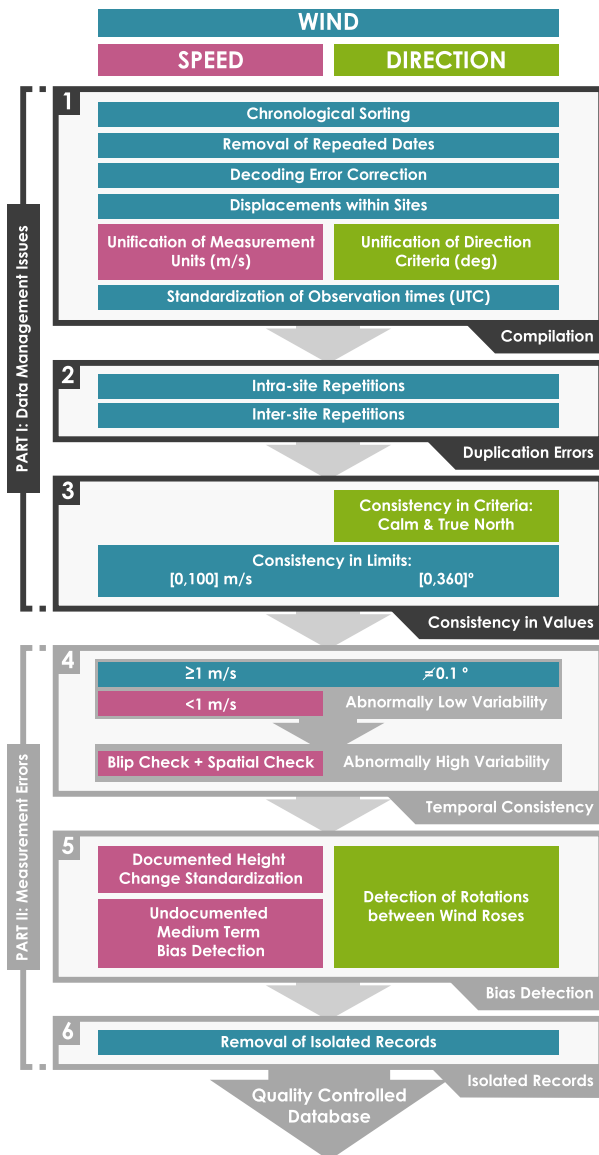 WIND
SPEED
DIRECTION
PART I: Data Management Issues
1
Chronological Sorting
Removal of Repeated Dates
Decoding Error Correction
Displacements within Sites
Unification of Measurement
Units (m/s)
Unification of Direction
Criteria (deg)
Standardization of Observation times (UTC)
Compilation
2
Intra-site Repetitions
Inter-site Repetitions
Duplication Errors
3
Consistency in Criteria:
Calm & True North
Consistency in Limits:
[0,100] m/s [0,360]º
Consistency in Values
PART II: Measurement Errors
4
≥1 m/s ≠0.1 º
<1 m/s
Abnormally Low Variability
Blip Check + Spatial Check
Abnormally High Variability
Temporal Consistency
5
Documented Height
Change Standardization
Undocumented
Medium Term
Bias Detection
Detection of Rotations
between Wind Roses
Bias Detection
6
Removal of Isolated Records
Isolated Records
Quality Controlled
Database